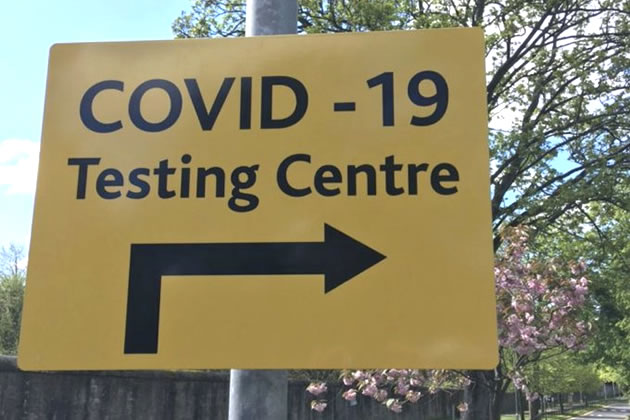 COVID -19
Testing Centre